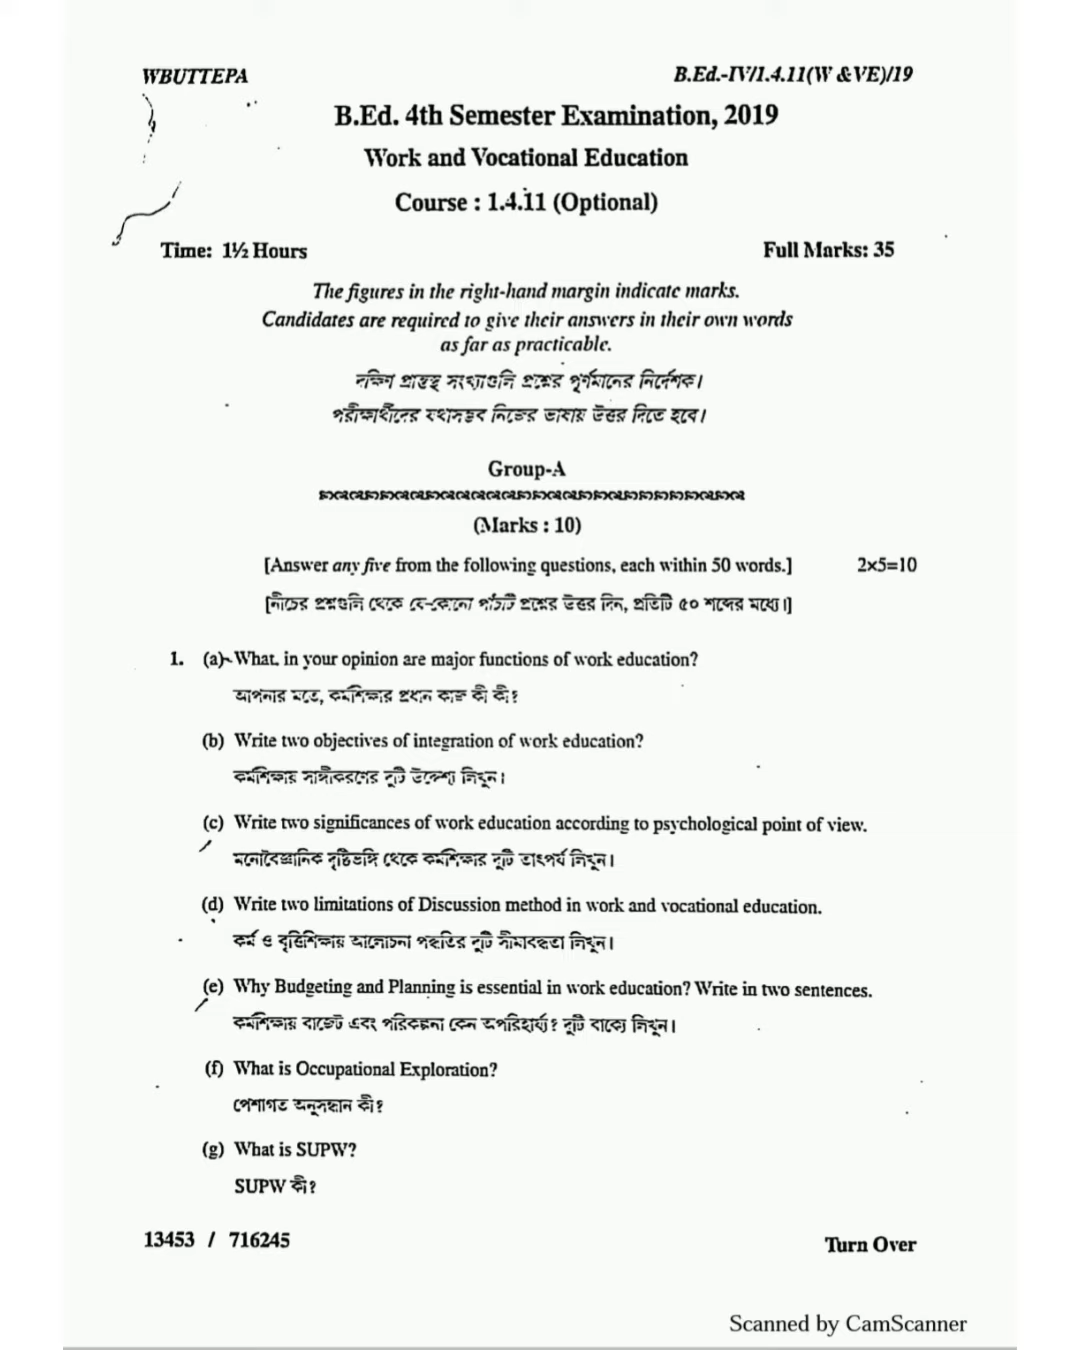 WBUTTEPA
B.Ed.-IV/1.4.11(W &VE)/19
B.Ed. 4th Semester Examination, 2019
Work and Vocational Education
Course : 1.4.11 (Optional)
Time: 1½ Hours
Full Marks: 35
The figures in the right-hand margin indicate marks.
Candidates are required to give their answers in their own words
as far as practicable.
দক্ষিণ প্রান্তস্থ সংখ্যাগুলি প্রশ্নের পূর্ণমানের নির্দেশক।
পরীক্ষার্থীদের যথাসম্ভব নিজের ভাষায় উত্তর দিতে হবে।
Group-A
(Marks : 10)
[Answer any five from the following questions, each within 50 words.] 2×5=10
[নীচের প্রশ্নগুলি থেকে যে-কোনো পাঁচটি প্রশ্নের উত্তর দিন, প্রতিটি ৫০ শব্দের মধ্যে।]
1. (a) What, in your opinion are major functions of work education?
আপনার মতে, কর্মশিক্ষার প্রধান কাজ কী কী?
(b) Write two objectives of integration of work education?
কর্মশিক্ষায় সাঙ্গীকরণের দুটি উদ্দেশ্য লিখুন।
(c) Write two significances of work education according to psychological point of view.
মনোবৈজ্ঞানিক দৃষ্টিভঙ্গি থেকে কর্মশিক্ষার দুটি তাৎপর্য লিখুন।
(d) Write two limitations of Discussion method in work and vocational education.
কর্ম ও বৃত্তিশিক্ষায় আলোচনা পদ্ধতির দুটি সীমাবদ্ধতা লিখুন।
(e) Why Budgeting and Planning is essential in work education? Write in two sentences.
কর্মশিক্ষায় বাজেট এবং পরিকল্পনা কেন অপরিহার্য্য? দুটি বাক্যে লিখুন।
(f) What is Occupational Exploration?
পেশাগত অনুসন্ধান কী?
(g) What is SUPW?
SUPW কী?
13453 / 716245
Turn Over
Scanned by CamScanner